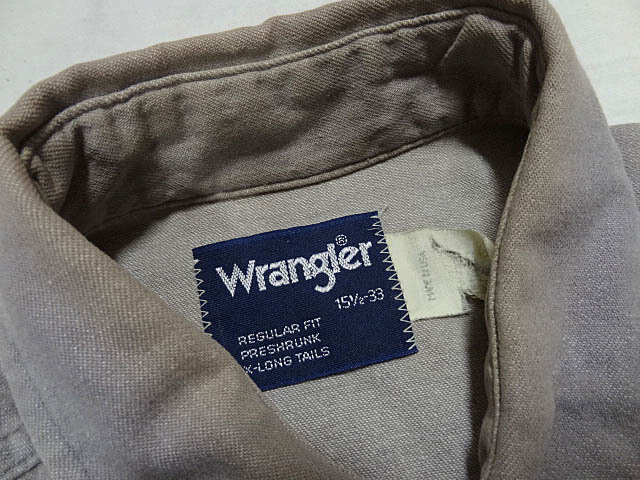 Wrangler®
15½-33
REGULAR FIT
PRESHRUNK
X-LONG TAILS
MADE IN USA